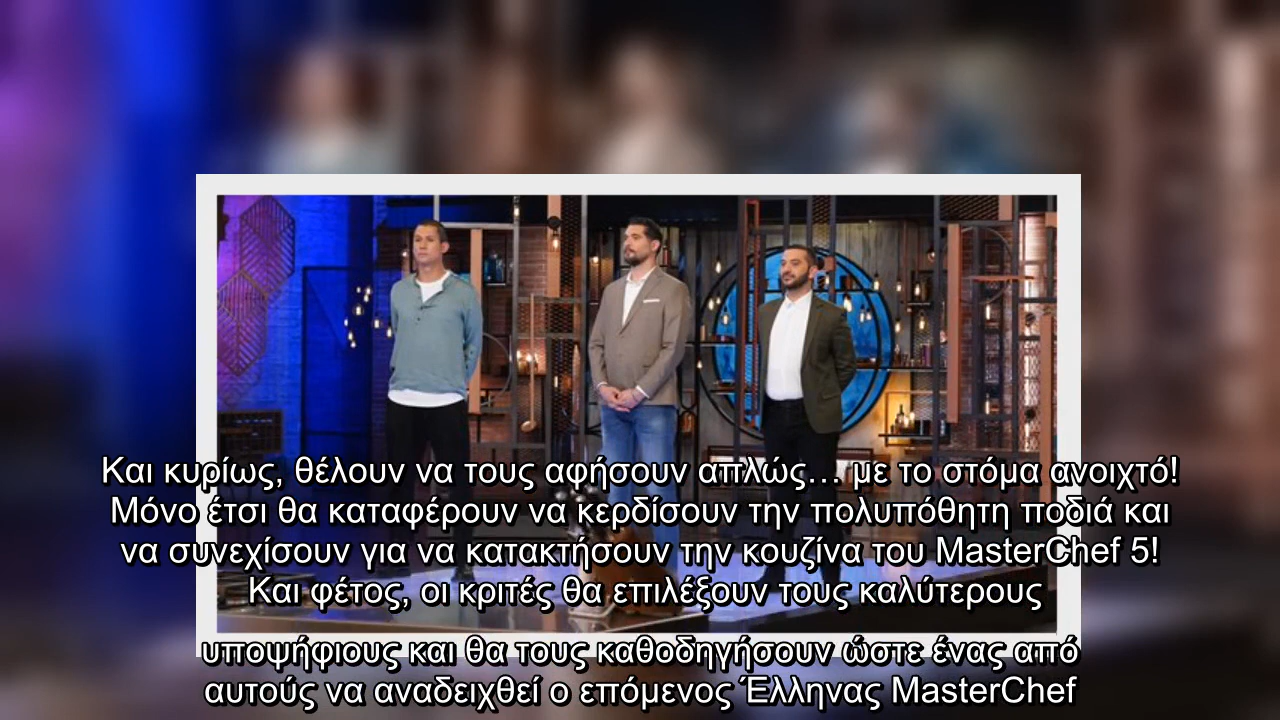 Και κυρίως, θέλουν να τους αφήσουν απλώς… με το στόμα ανοιχτό!
Μόνο έτσι θα καταφέρουν να κερδίσουν την πολυπόθητη ποδιά και
να συνεχίσουν για να κατακτήσουν την κουζίνα του MasterChef 5!
Και φέτος, οι κριτές θα επιλέξουν τους καλύτερους
υποψήφιους και θα τους καθοδηγήσουν ώστε ένας από
αυτούς να αναδειχθεί ο επόμενος Έλληνας MasterChef